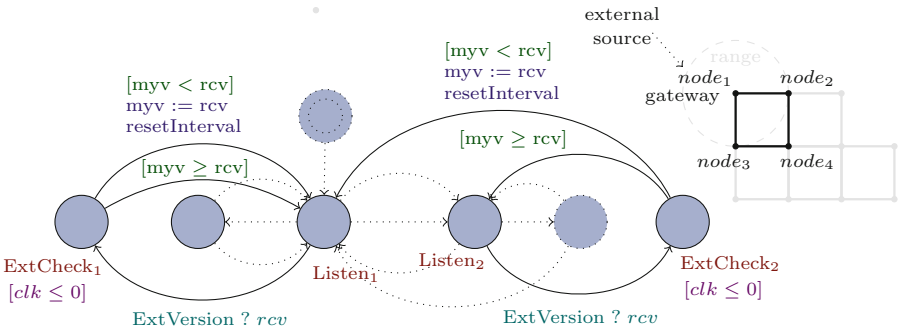 external
source
range
node₁
node₂
gateway
node₃
node₄
[myv < rcv]
myv := rcv
resetInterval
[myv < rcv]
myv := rcv
resetInterval
[myv ≥ rcv]
[myv ≥ rcv]
ExtCheck₁
[clk ≤ 0]
Listen₁
Listen₂
ExtCheck₂
[clk ≤ 0]
ExtVersion ? rcv
ExtVersion ? rcv